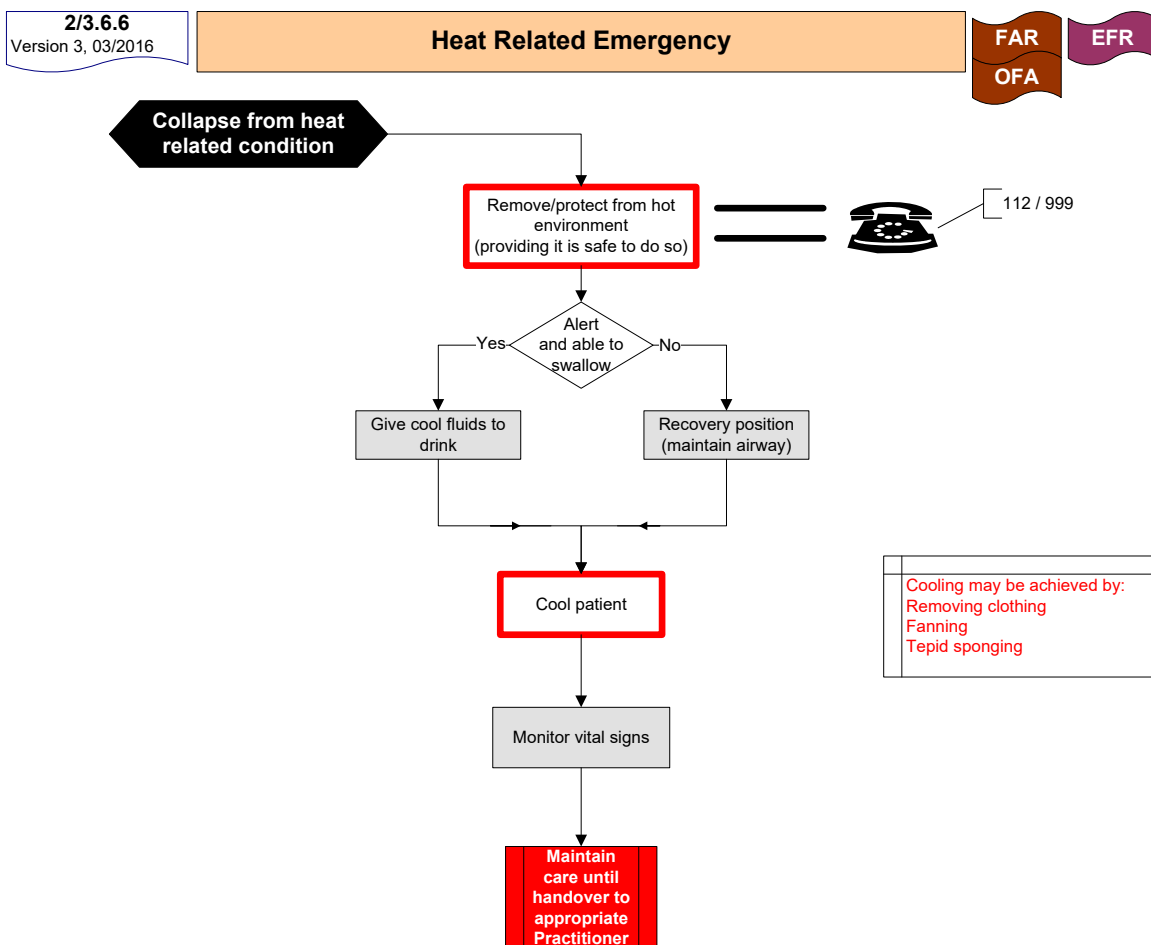 2/3.6.6
Version 3, 03/2016
Heat Related Emergency
FAR
EFR
OFA
Collapse from heat
related condition
Remove/protect from hot
environment
(providing it is safe to do so)
112 / 999
Alert
and able to
swallow
Yes
No
Give cool fluids to
drink
Recovery position
(maintain airway)
Cool patient
Cooling may be achieved by:
Removing clothing
Fanning
Tepid sponging
Monitor vital signs
Maintain
care until
handover to
appropriate
Practitioner